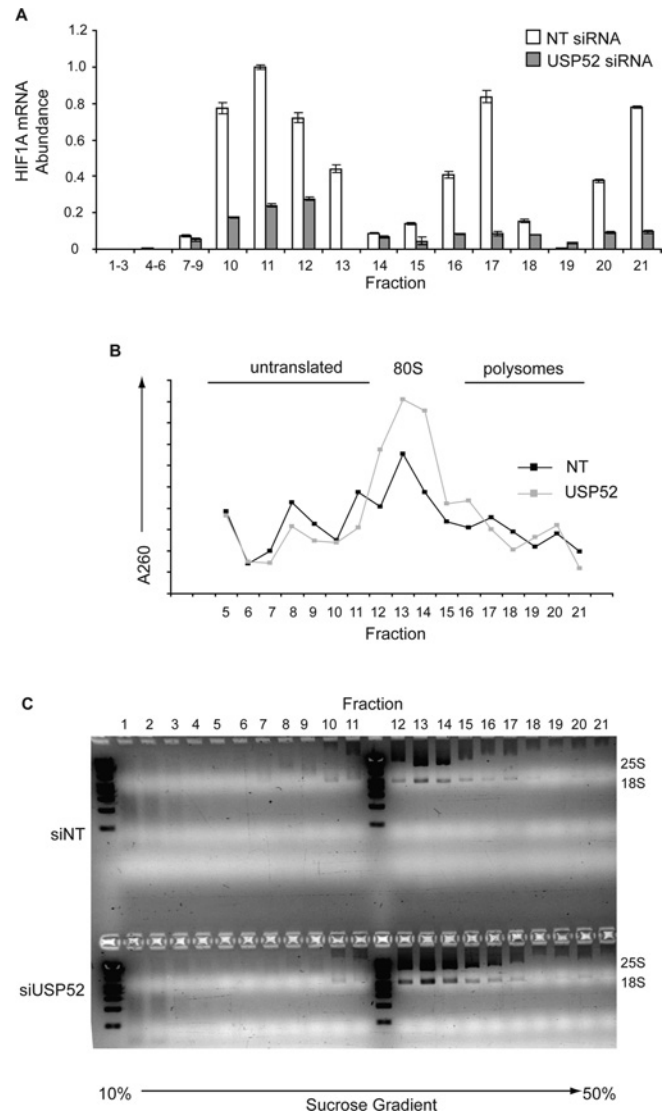 A
NT siRNA
USP52 siRNA
HIF1A mRNA
Abundance
1.2
1.0
0.8
0.6
0.4
0.2
0
1-3 4-6 7-9 10 11 12 13 14 15 16 17 18 19 20 21
Fraction
B
untranslated 80S polysomes
NT
USP52
A260
5 6 7 8 9 10 11 12 13 14 15 16 17 18 19 20 21
Fraction
C
Fraction
1 2 3 4 5 6 7 8 9 10 11 12 13 14 15 16 17 18 19 20 21
25S
18S
siNT
25S
18S
siUSP52
10% 50%
Sucrose Gradient